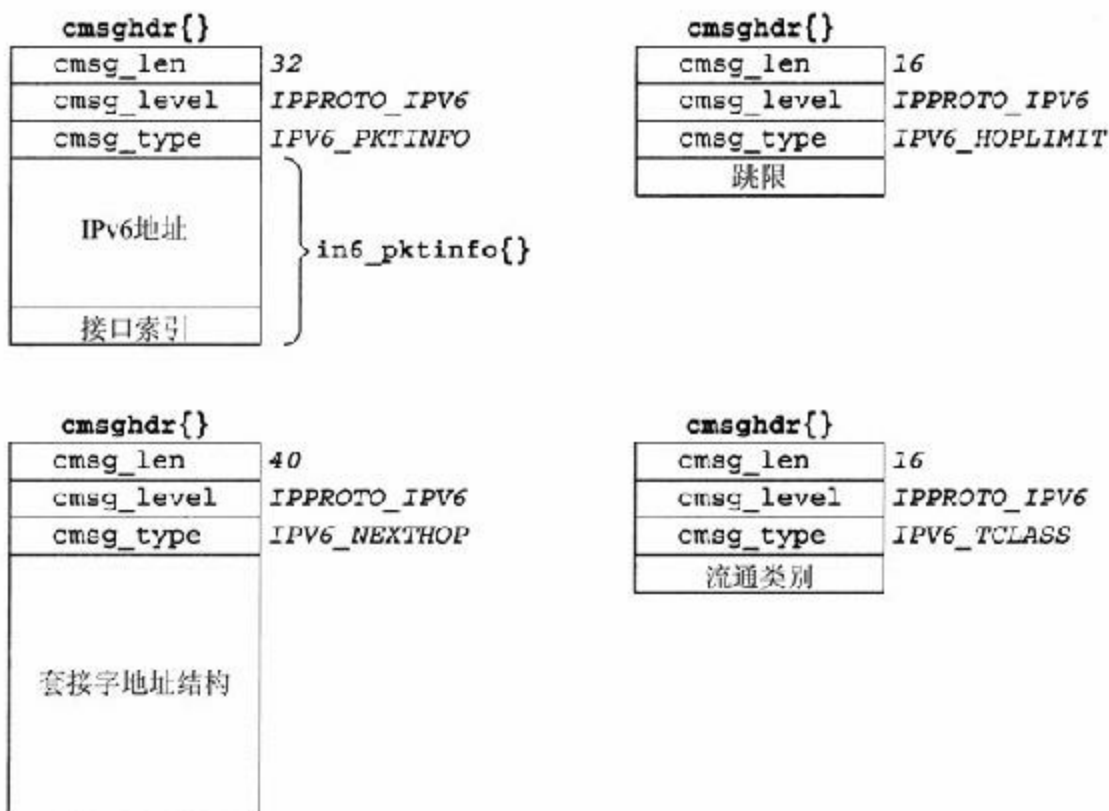 cmsghdr{}
cmsg_len 32
cmsg_level IPPROTO_IPV6
cmsg_type IPV6_PKTINFO
IPv6地址
接口索引
in6_pktinfo{}
cmsghdr{}
cmsg_len 16
cmsg_level IPPROTO_IPV6
cmsg_type IPV6_HOPLIMIT
跳限
cmsghdr{}
cmsg_len 40
cmsg_level IPPROTO_IPV6
cmsg_type IPV6_NEXTHOP
套接字地址结构
cmsghdr{}
cmsg_len 16
cmsg_level IPPROTO_IPV6
cmsg_type IPV6_TCLASS
流通类别